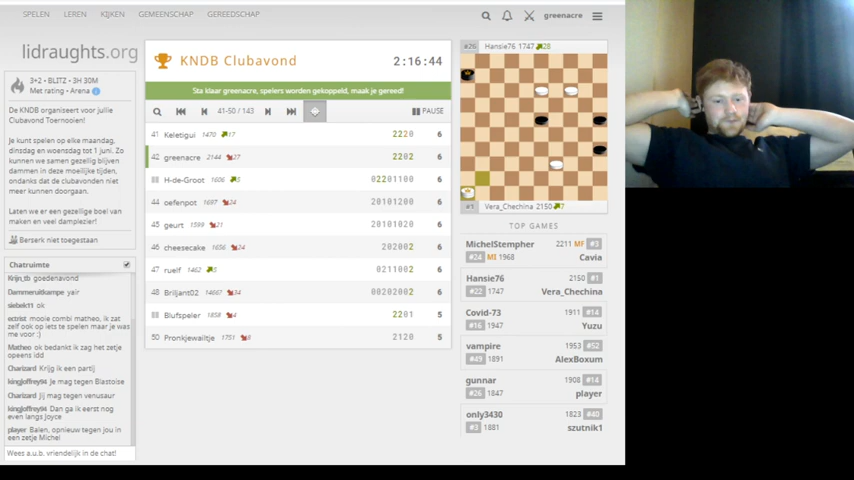 SPELEN LEREN KIJKEN GEMEENSCHAP GEREEDSCHAP
greenacre
lidraughts.org
3+2 • BLITZ • 3H 30M
Met rating • Arena
De KNDB organiseert voor jullie
Clubavond Toernooien!
Je kunt spelen op elke maandag,
dinsdag en woensdag tot 1 juni. Zo
kunnen we samen gezellig blijven
dammen in deze moeilijke tijden,
ondanks dat de clubavonden niet
meer kunnen doorgaan.
Laten we er een gezellige boel van
maken en veel damplezier!
Berserk niet toegestaan
Chatruimte
Krijn_tb goedenavond
Dammeruitkampe yair
siebek11 ok
ectrist mooie combi matheo, ik zat
zelf ook op iets te spelen maar je was
me voor :)
Matheo ok bedankt ik zag het zetje
opeens idd
Charizard Krijg ik een partij
kingjoffrey94 Je mag tegen Blastoise
Charizard Jij mag tegen venusaur
kingjoffrey94 Dan ga ik eerst nog
even langs Joyce
player Balen, opnieuw tegen jou in
een zetje Michel
Wees a.u.b. vriendelijk in de chat!
KNDB Clubavond 2:16:44
Sta klaar greenacre, spelers worden gekoppeld, maak je gereed!
41-50 / 143 PAUSE
41 Keletigui 1470 17 2220 6
42 greenacre 2144 27 2202 6
H-de-Groot 1606 5 02201100 6
44 oefenpot 1697 24 20101200 6
45 geurt 1599 21 20101020 6
46 cheesecake 1656 24 202002 6
47 ruelf 1462 3 0211002 6
48 Briljant02 1466? 34 00202002 6
Blufspeler 1858 4 2201 5
50 Pronkjewailtje 1751 8 2120 5
#26 Hansie76 1747 28
#1 Vera_Chechina 2150 7
TOP GAMES
MichelStempher 2211 MF #3
#24 MI 1968 Cavia
Hansie76 2150 #1
#22 1747 Vera_Chechina
Covid-73 1911 #14
#16 1947 Yuzu
vampire 1953 #52
#49 1891 AlexBoxum
gunnar 1908 #14
#26 1847 player
only3430 1823 #40
#3 1881 szutnik1